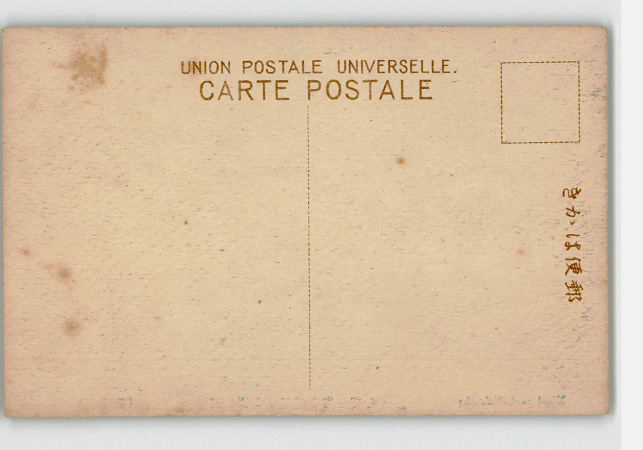 UNION POSTALE UNIVERSELLE.
CARTE POSTALE
きかは便郵